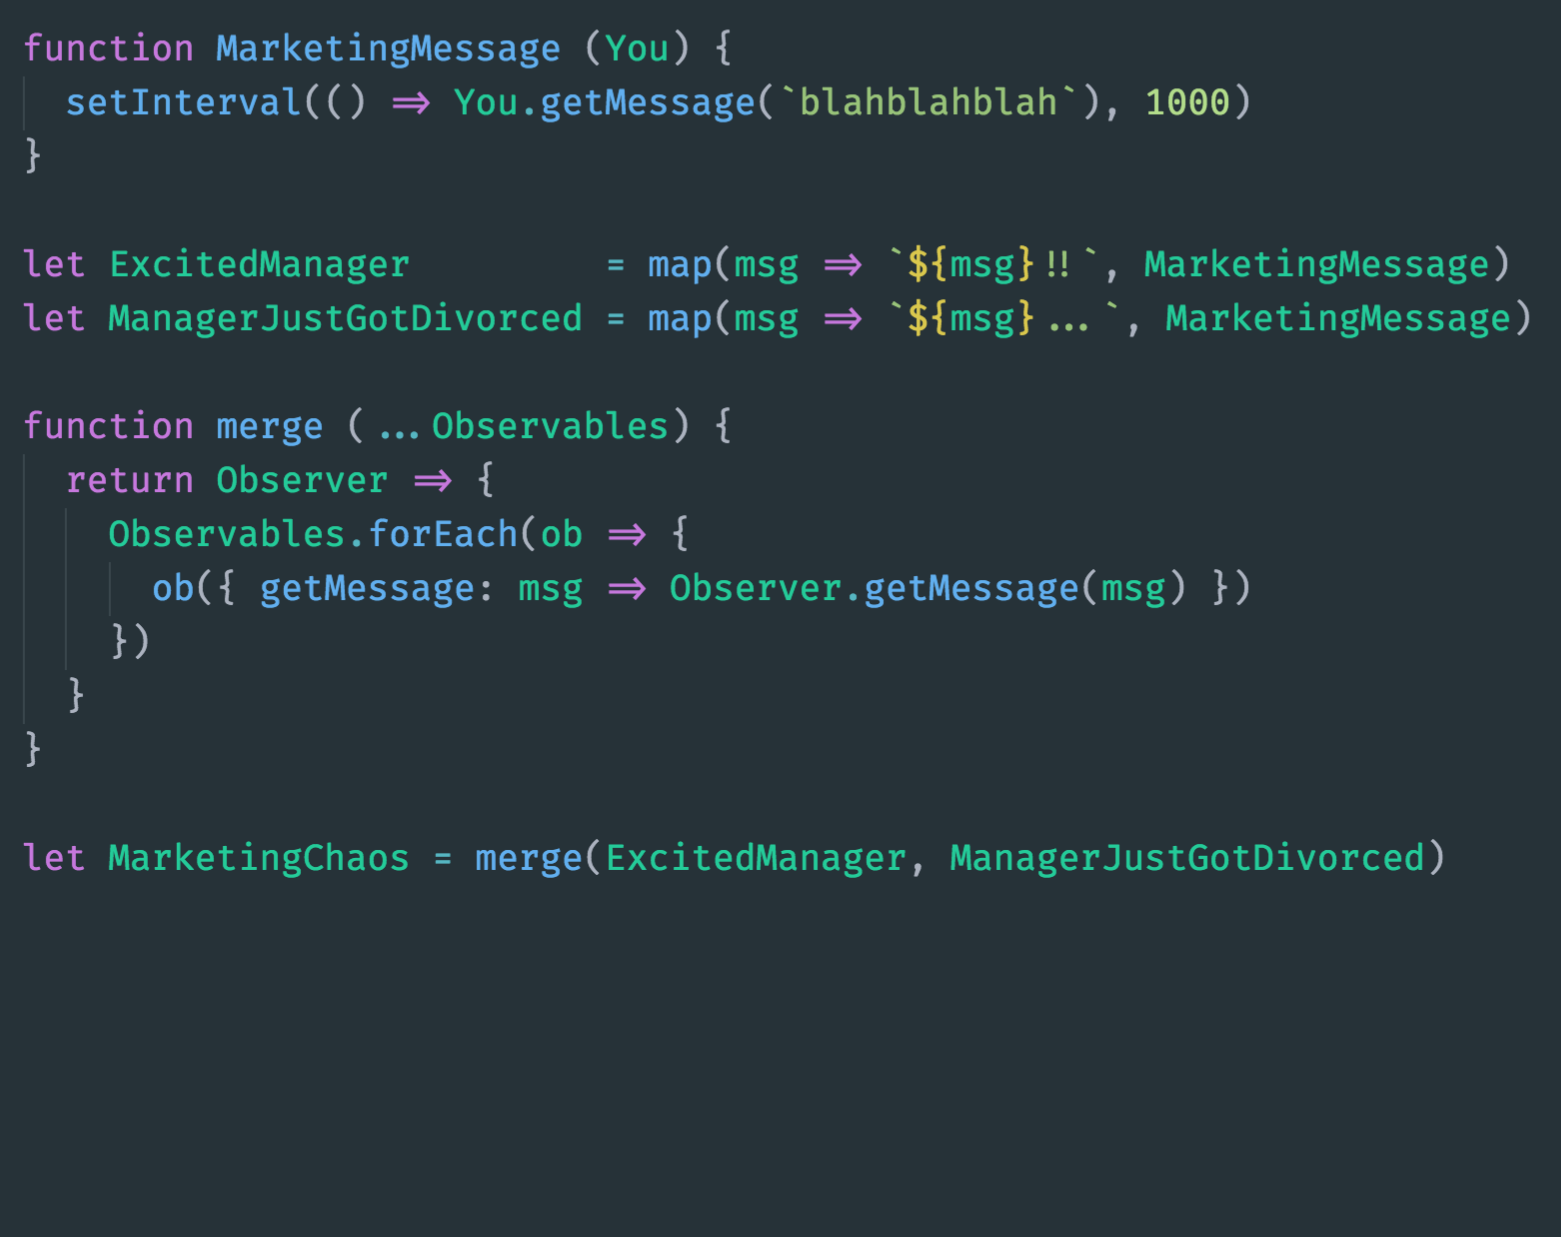 function MarketingMessage (You) {
  setInterval(() => You.getMessage(`blahblahblah`), 1000)
}
let ExcitedManager         = map(msg => `${msg}!!`, MarketingMessage)
let ManagerJustGotDivorced = map(msg => `${msg}...`, MarketingMessage)
function merge (...Observables) {
  return Observer => {
    Observables.forEach(ob => {
      ob({ getMessage: msg => Observer.getMessage(msg) })
    })
  }
}
let MarketingChaos = merge(ExcitedManager, ManagerJustGotDivorced)